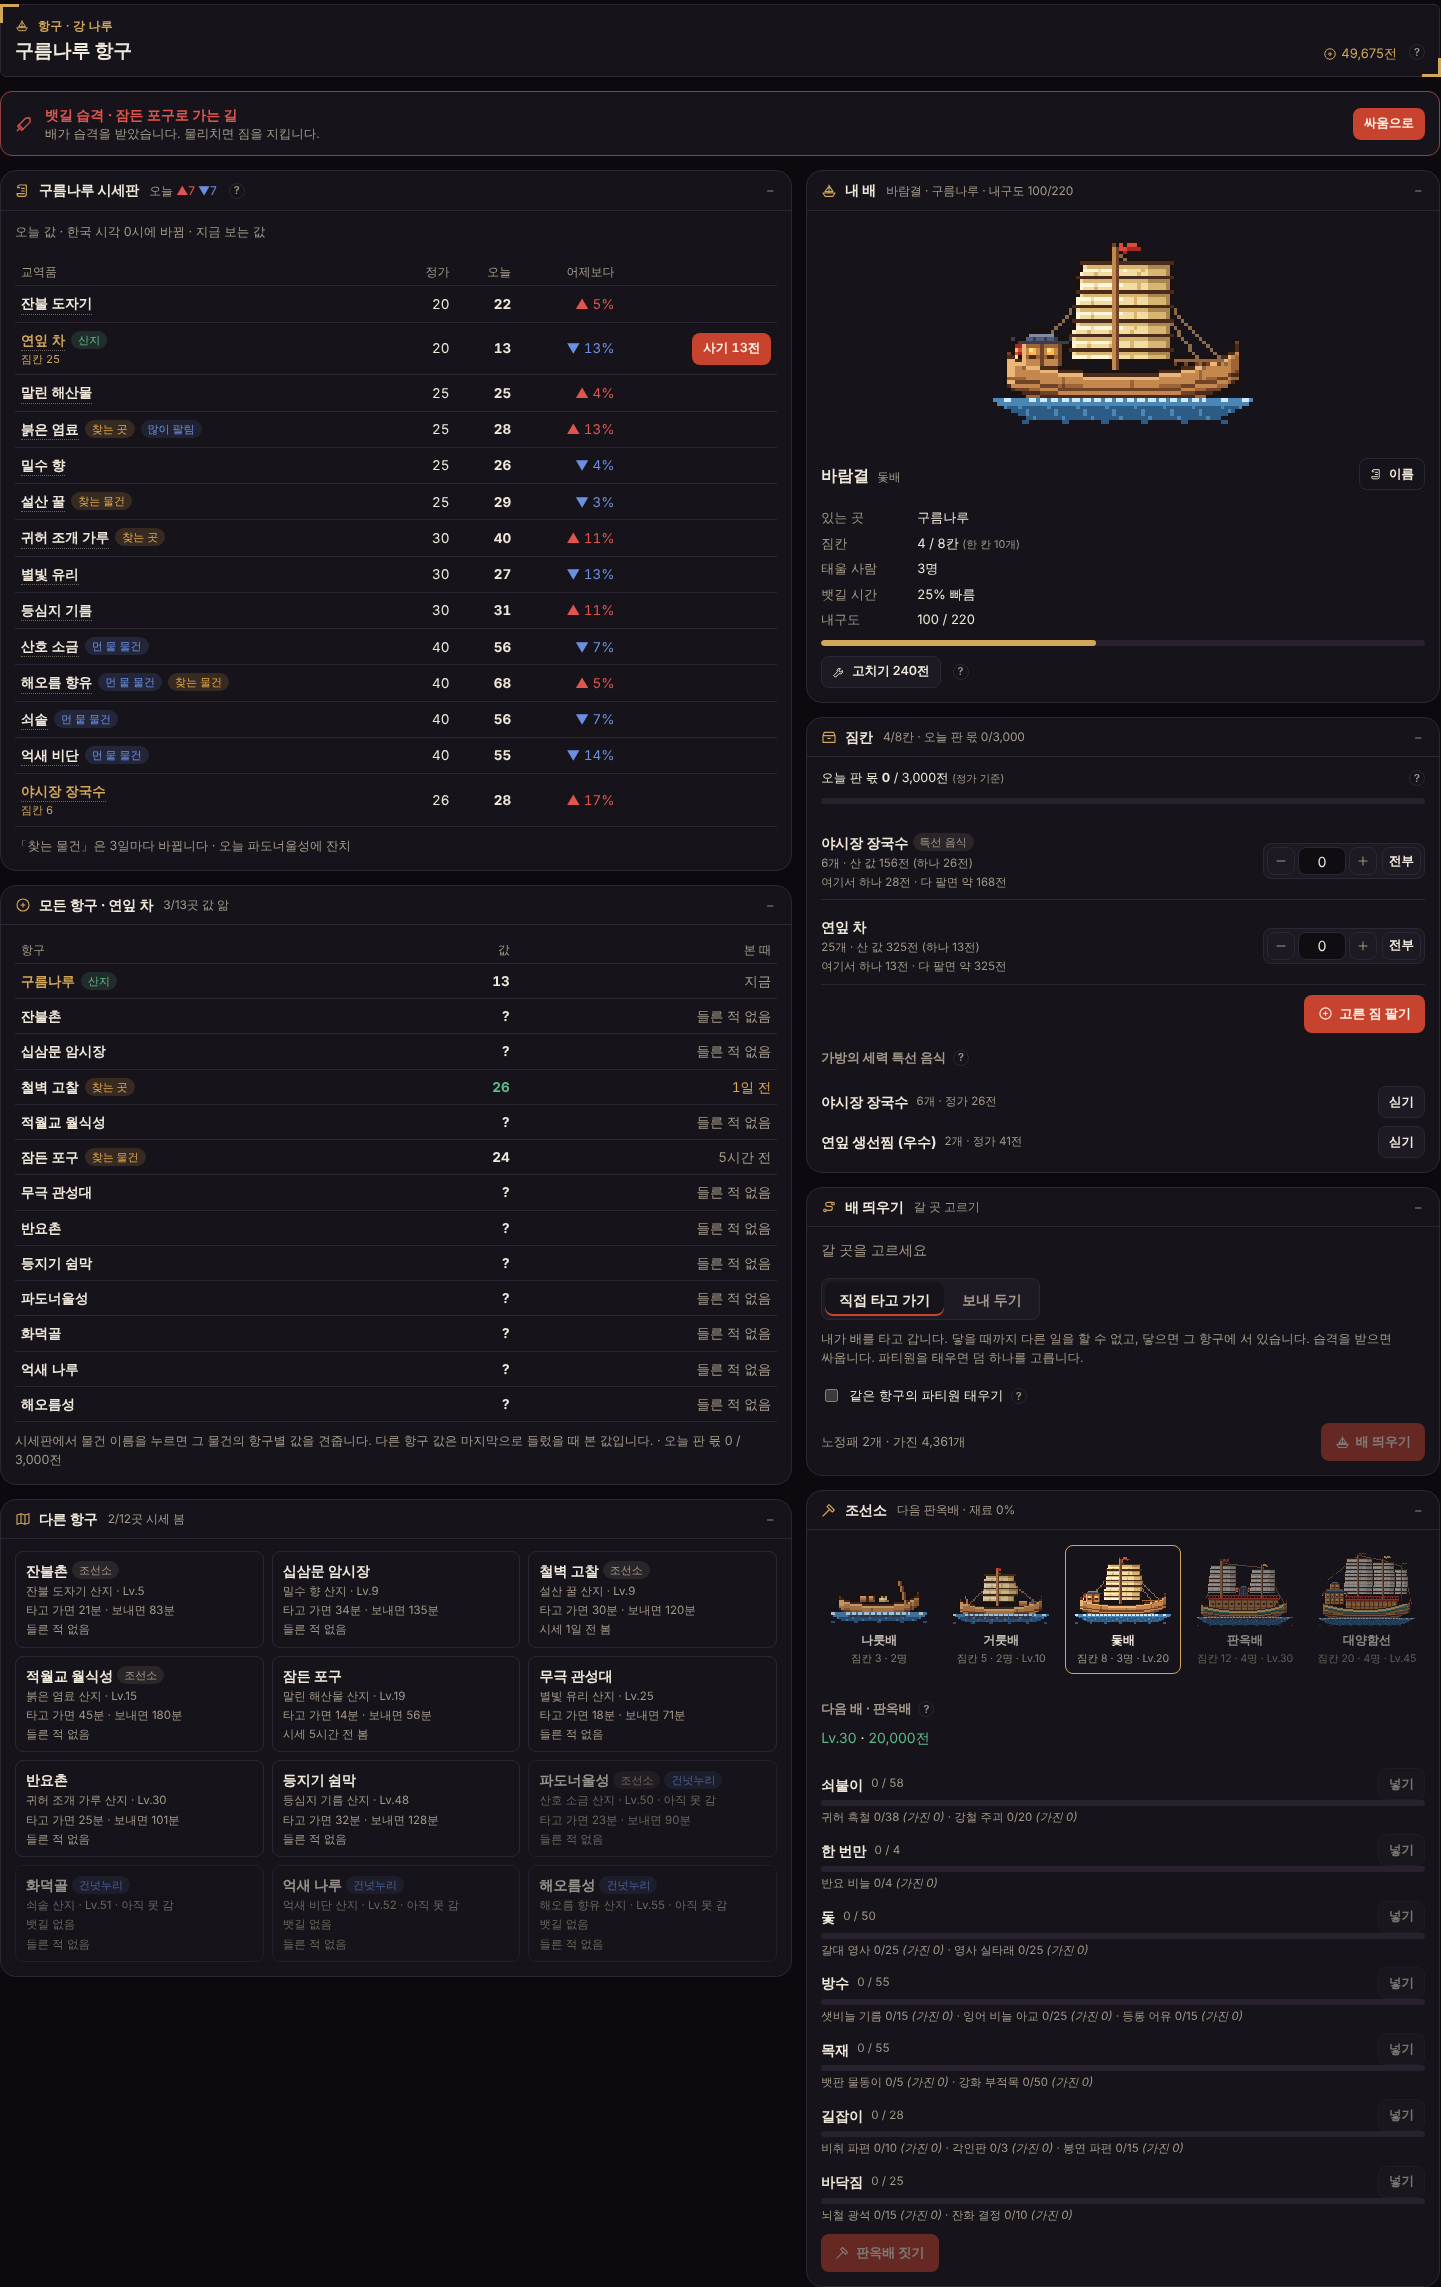 항구 · 강 나루
구름나루 항구
49,675전 ?
뱃길 습격 · 잠든 포구로 가는 길
배가 습격을 받았습니다. 물리치면 짐을 지킵니다.
싸움으로
구름나루 시세판 오늘 ▲7 ▼7 ?
오늘 값 · 한국 시각 0시에 바뀜 · 지금 보는 값
교역품 정가 오늘 어제보다
잔불 도자기 20 22 ▲ 5%
연잎 차 산지 20 13 ▼ 13% 사기 13전
짐칸 25
말린 해산물 25 25 ▲ 4%
붉은 염료 찾는 곳 많이 팔림 25 28 ▲ 13%
밀수 향 25 26 ▼ 4%
설산 꿀 찾는 물건 25 29 ▼ 3%
귀허 조개 가루 찾는 곳 30 40 ▲ 11%
별빛 유리 30 27 ▼ 13%
등심지 기름 30 31 ▲ 11%
산호 소금 먼 뭍 물건 40 56 ▼ 7%
해오름 향유 먼 뭍 물건 찾는 물건 40 68 ▲ 5%
쇠솥 먼 뭍 물건 40 56 ▼ 7%
억새 비단 먼 뭍 물건 40 55 ▼ 14%
야시장 장국수 26 28 ▲ 17%
짐칸 6
「찾는 물건」은 3일마다 바뀝니다 · 오늘 파도너울성에 잔치
모든 항구 · 연잎 차 3/13곳 값 앎
항구 값 본 때
구름나루 산지 13 지금
잔불촌 ? 들른 적 없음
십삼문 암시장 ? 들른 적 없음
철벽 고찰 찾는 곳 26 1일 전
적월교 월식성 ? 들른 적 없음
잠든 포구 찾는 물건 24 5시간 전
무극 관성대 ? 들른 적 없음
반요촌 ? 들른 적 없음
등지기 쉼막 ? 들른 적 없음
파도너울성 ? 들른 적 없음
화덕골 ? 들른 적 없음
억새 나루 ? 들른 적 없음
해오름성 ? 들른 적 없음
시세판에서 물건 이름을 누르면 그 물건의 항구별 값을 견줍니다. 다른 항구 값은 마지막으로 들렀을 때 본 값입니다. · 오늘 판 몫 0 /
3,000전
다른 항구 2/12곳 시세 봄
잔불촌 조선소
잔불 도자기 산지 · Lv.5
타고 가면 21분 · 보내면 83분
들른 적 없음
십삼문 암시장
밀수 향 산지 · Lv.9
타고 가면 34분 · 보내면 135분
들른 적 없음
철벽 고찰 조선소
설산 꿀 산지 · Lv.9
타고 가면 30분 · 보내면 120분
시세 1일 전 봄
적월교 월식성 조선소
붉은 염료 산지 · Lv.15
타고 가면 45분 · 보내면 180분
들른 적 없음
잠든 포구
말린 해산물 산지 · Lv.19
타고 가면 14분 · 보내면 56분
시세 5시간 전 봄
무극 관성대
별빛 유리 산지 · Lv.25
타고 가면 18분 · 보내면 71분
들른 적 없음
반요촌
귀허 조개 가루 산지 · Lv.30
타고 가면 25분 · 보내면 101분
들른 적 없음
등지기 쉼막
등심지 기름 산지 · Lv.48
타고 가면 32분 · 보내면 128분
들른 적 없음
파도너울성 조선소 건넛누리
산호 소금 산지 · Lv.50 · 아직 못 감
타고 가면 23분 · 보내면 90분
들른 적 없음
화덕골 건넛누리
쇠솥 산지 · Lv.51 · 아직 못 감
뱃길 없음
들른 적 없음
억새 나루 건넛누리
억새 비단 산지 · Lv.52 · 아직 못 감
뱃길 없음
들른 적 없음
해오름성 건넛누리
해오름 향유 산지 · Lv.55 · 아직 못 감
뱃길 없음
들른 적 없음
내 배 바람결 · 구름나루 · 내구도 100/220
바람결 돛배
이름
있는 곳 구름나루
짐칸 4 / 8칸 (한 칸 10개)
태울 사람 3명
뱃길 시간 25% 빠름
내구도 100 / 220
고치기 240전 ?
짐칸 4/8칸 · 오늘 판 몫 0/3,000
오늘 판 몫 0 / 3,000전 (정가 기준) ?
야시장 장국수 특선 음식
6개 · 산 값 156전 (하나 26전)
여기서 하나 28전 · 다 팔면 약 168전
− 0 + 전부
연잎 차
25개 · 산 값 325전 (하나 13전)
여기서 하나 13전 · 다 팔면 약 325전
− 0 + 전부
고른 짐 팔기
가방의 세력 특선 음식 ?
야시장 장국수 6개 · 정가 26전 싣기
연잎 생선찜 (우수) 2개 · 정가 41전 싣기
배 띄우기 갈 곳 고르기
갈 곳을 고르세요
직접 타고 가기 보내 두기
내가 배를 타고 갑니다. 닿을 때까지 다른 일을 할 수 없고, 닿으면 그 항구에 서 있습니다. 습격을 받으면
싸웁니다. 파티원을 태우면 덤 하나를 고릅니다.
같은 항구의 파티원 태우기 ?
노정패 2개 · 가진 4,361개
배 띄우기
조선소 다음 판옥배 · 재료 0%
나룻배
짐칸 3 · 2명
거룻배
짐칸 5 · 2명 · Lv.10
돛배
짐칸 8 · 3명 · Lv.20
판옥배
짐칸 12 · 4명 · Lv.30
대양함선
짐칸 20 · 4명 · Lv.45
다음 배 · 판옥배 ?
Lv.30 · 20,000전
쇠붙이 0 / 58 넣기
귀허 흑철 0/38 (가진 0) · 강철 주괴 0/20 (가진 0)
한 번만 0 / 4 넣기
반요 비늘 0/4 (가진 0)
돛 0 / 50 넣기
갈대 영사 0/25 (가진 0) · 영사 실타래 0/25 (가진 0)
방수 0 / 55 넣기
샛비늘 기름 0/15 (가진 0) · 잉어 비늘 아교 0/25 (가진 0) · 등롱 어유 0/15 (가진 0)
목재 0 / 55 넣기
뱃판 물동이 0/5 (가진 0) · 강화 부적목 0/50 (가진 0)
길잡이 0 / 28 넣기
비취 파편 0/10 (가진 0) · 각인판 0/3 (가진 0) · 봉연 파편 0/15 (가진 0)
바닥짐 0 / 25 넣기
뇌철 광석 0/15 (가진 0) · 잔화 결정 0/10 (가진 0)
판옥배 짓기